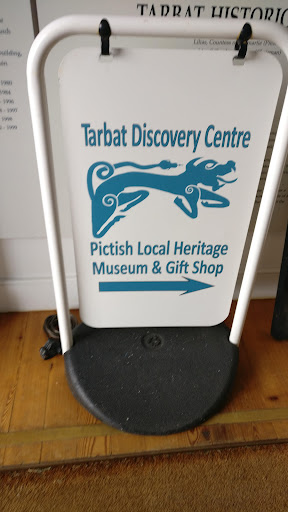 TARBAT HISTORIC
Tarbat Discovery Centre
Pictish Local Heritage
Museum & Gift Shop